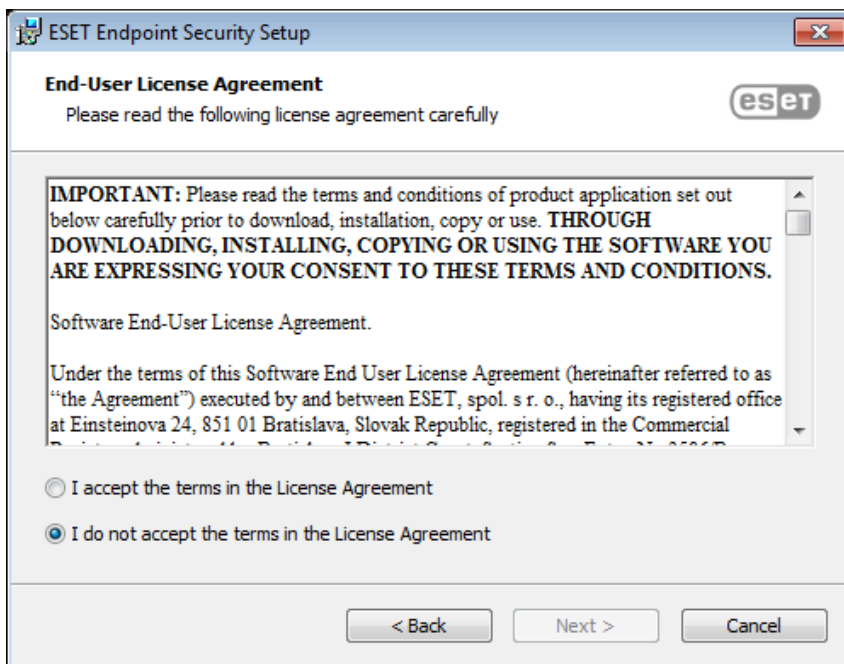 ESET Endpoint Security Setup
End-User License Agreement
Please read the following license agreement carefully
eseT
IMPORTANT: Please read the terms and conditions of product application set out
below carefully prior to download, installation, copy or use. THROUGH
DOWNLOADING, INSTALLING, COPYING OR USING THE SOFTWARE YOU
ARE EXPRESSING YOUR CONSENT TO THESE TERMS AND CONDITIONS.
Software End-User License Agreement.
Under the terms of this Software End User License Agreement (hereinafter referred to as
“the Agreement”) executed by and between ESET, spol. s r. o., having its registered office
at Einsteinova 24, 851 01 Bratislava, Slovak Republic, registered in the Commercial
I accept the terms in the License Agreement
I do not accept the terms in the License Agreement
< Back
Next >
Cancel